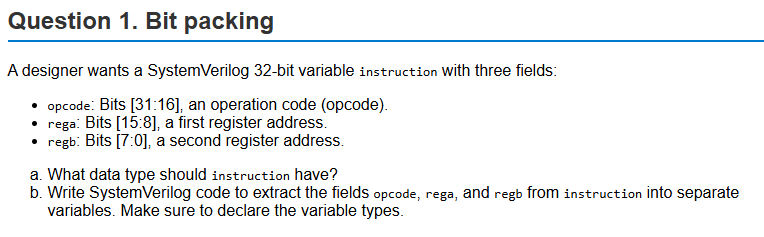 Question 1. Bit packing
A designer wants a SystemVerilog 32-bit variable instruction with three fields:
• opcode: Bits [31:16], an operation code (opcode).
• rega: Bits [15:8], a first register address.
• regb: Bits [7:0], a second register address.
a. What data type should instruction have?
b. Write SystemVerilog code to extract the fields opcode, rega, and regb from instruction into separate
variables. Make sure to declare the variable types.